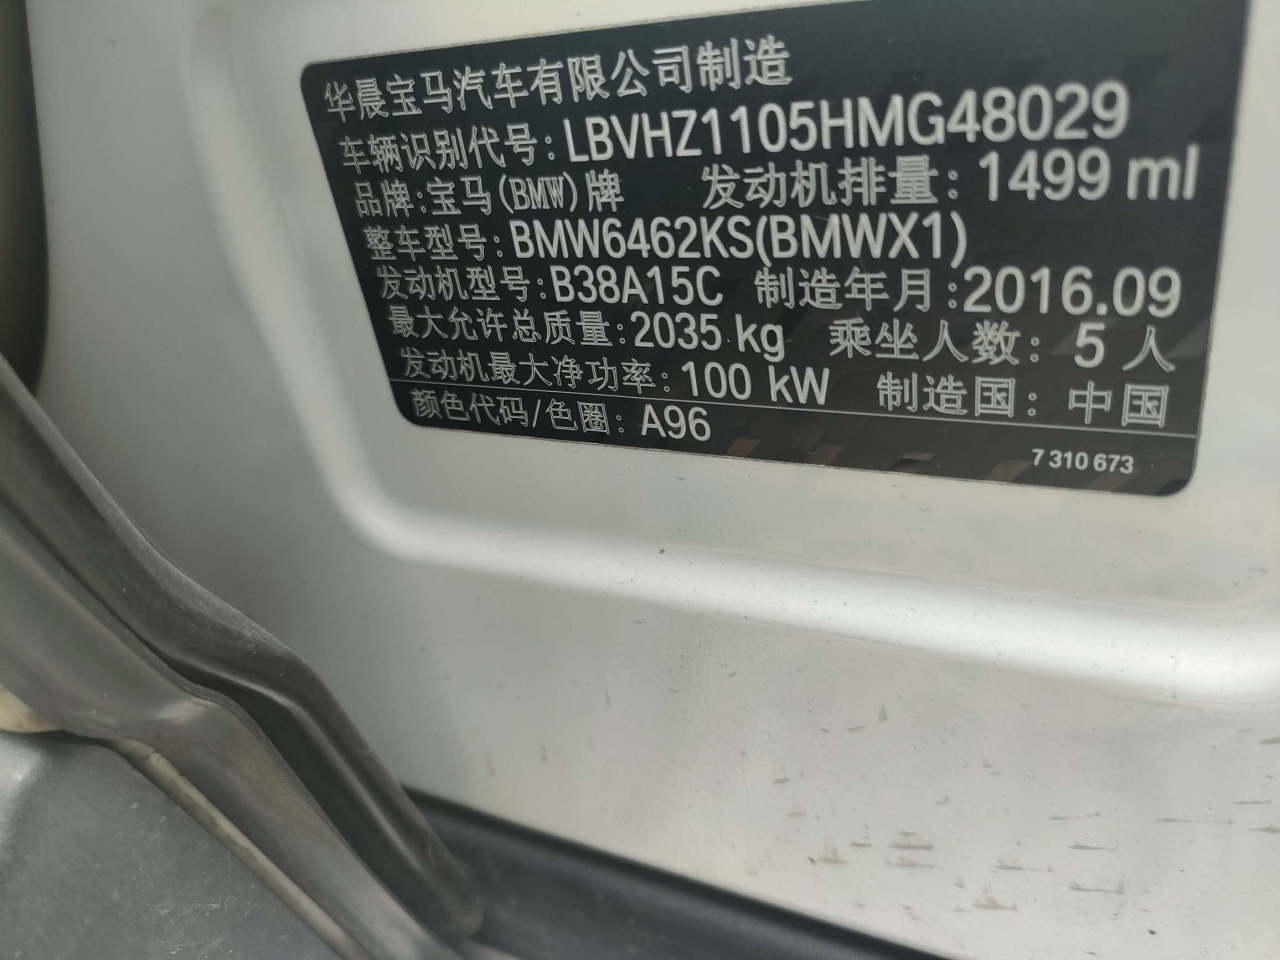 华晨宝马汽车有限公司制造
车辆识别代号: LBVHZ1105HMG48029
品牌:宝马(BMW)牌 发动机排量: 1499 ml
整车型号: BMW6462KS(BMWX1)
发动机型号: B38A15C 制造年月:2016.09
最大允许总质量: 2035 kg 乘坐人数: 5 人
发动机最大净功率: 100 kW 制造国: 中国
颜色代码/色圈: A96
7 310 673